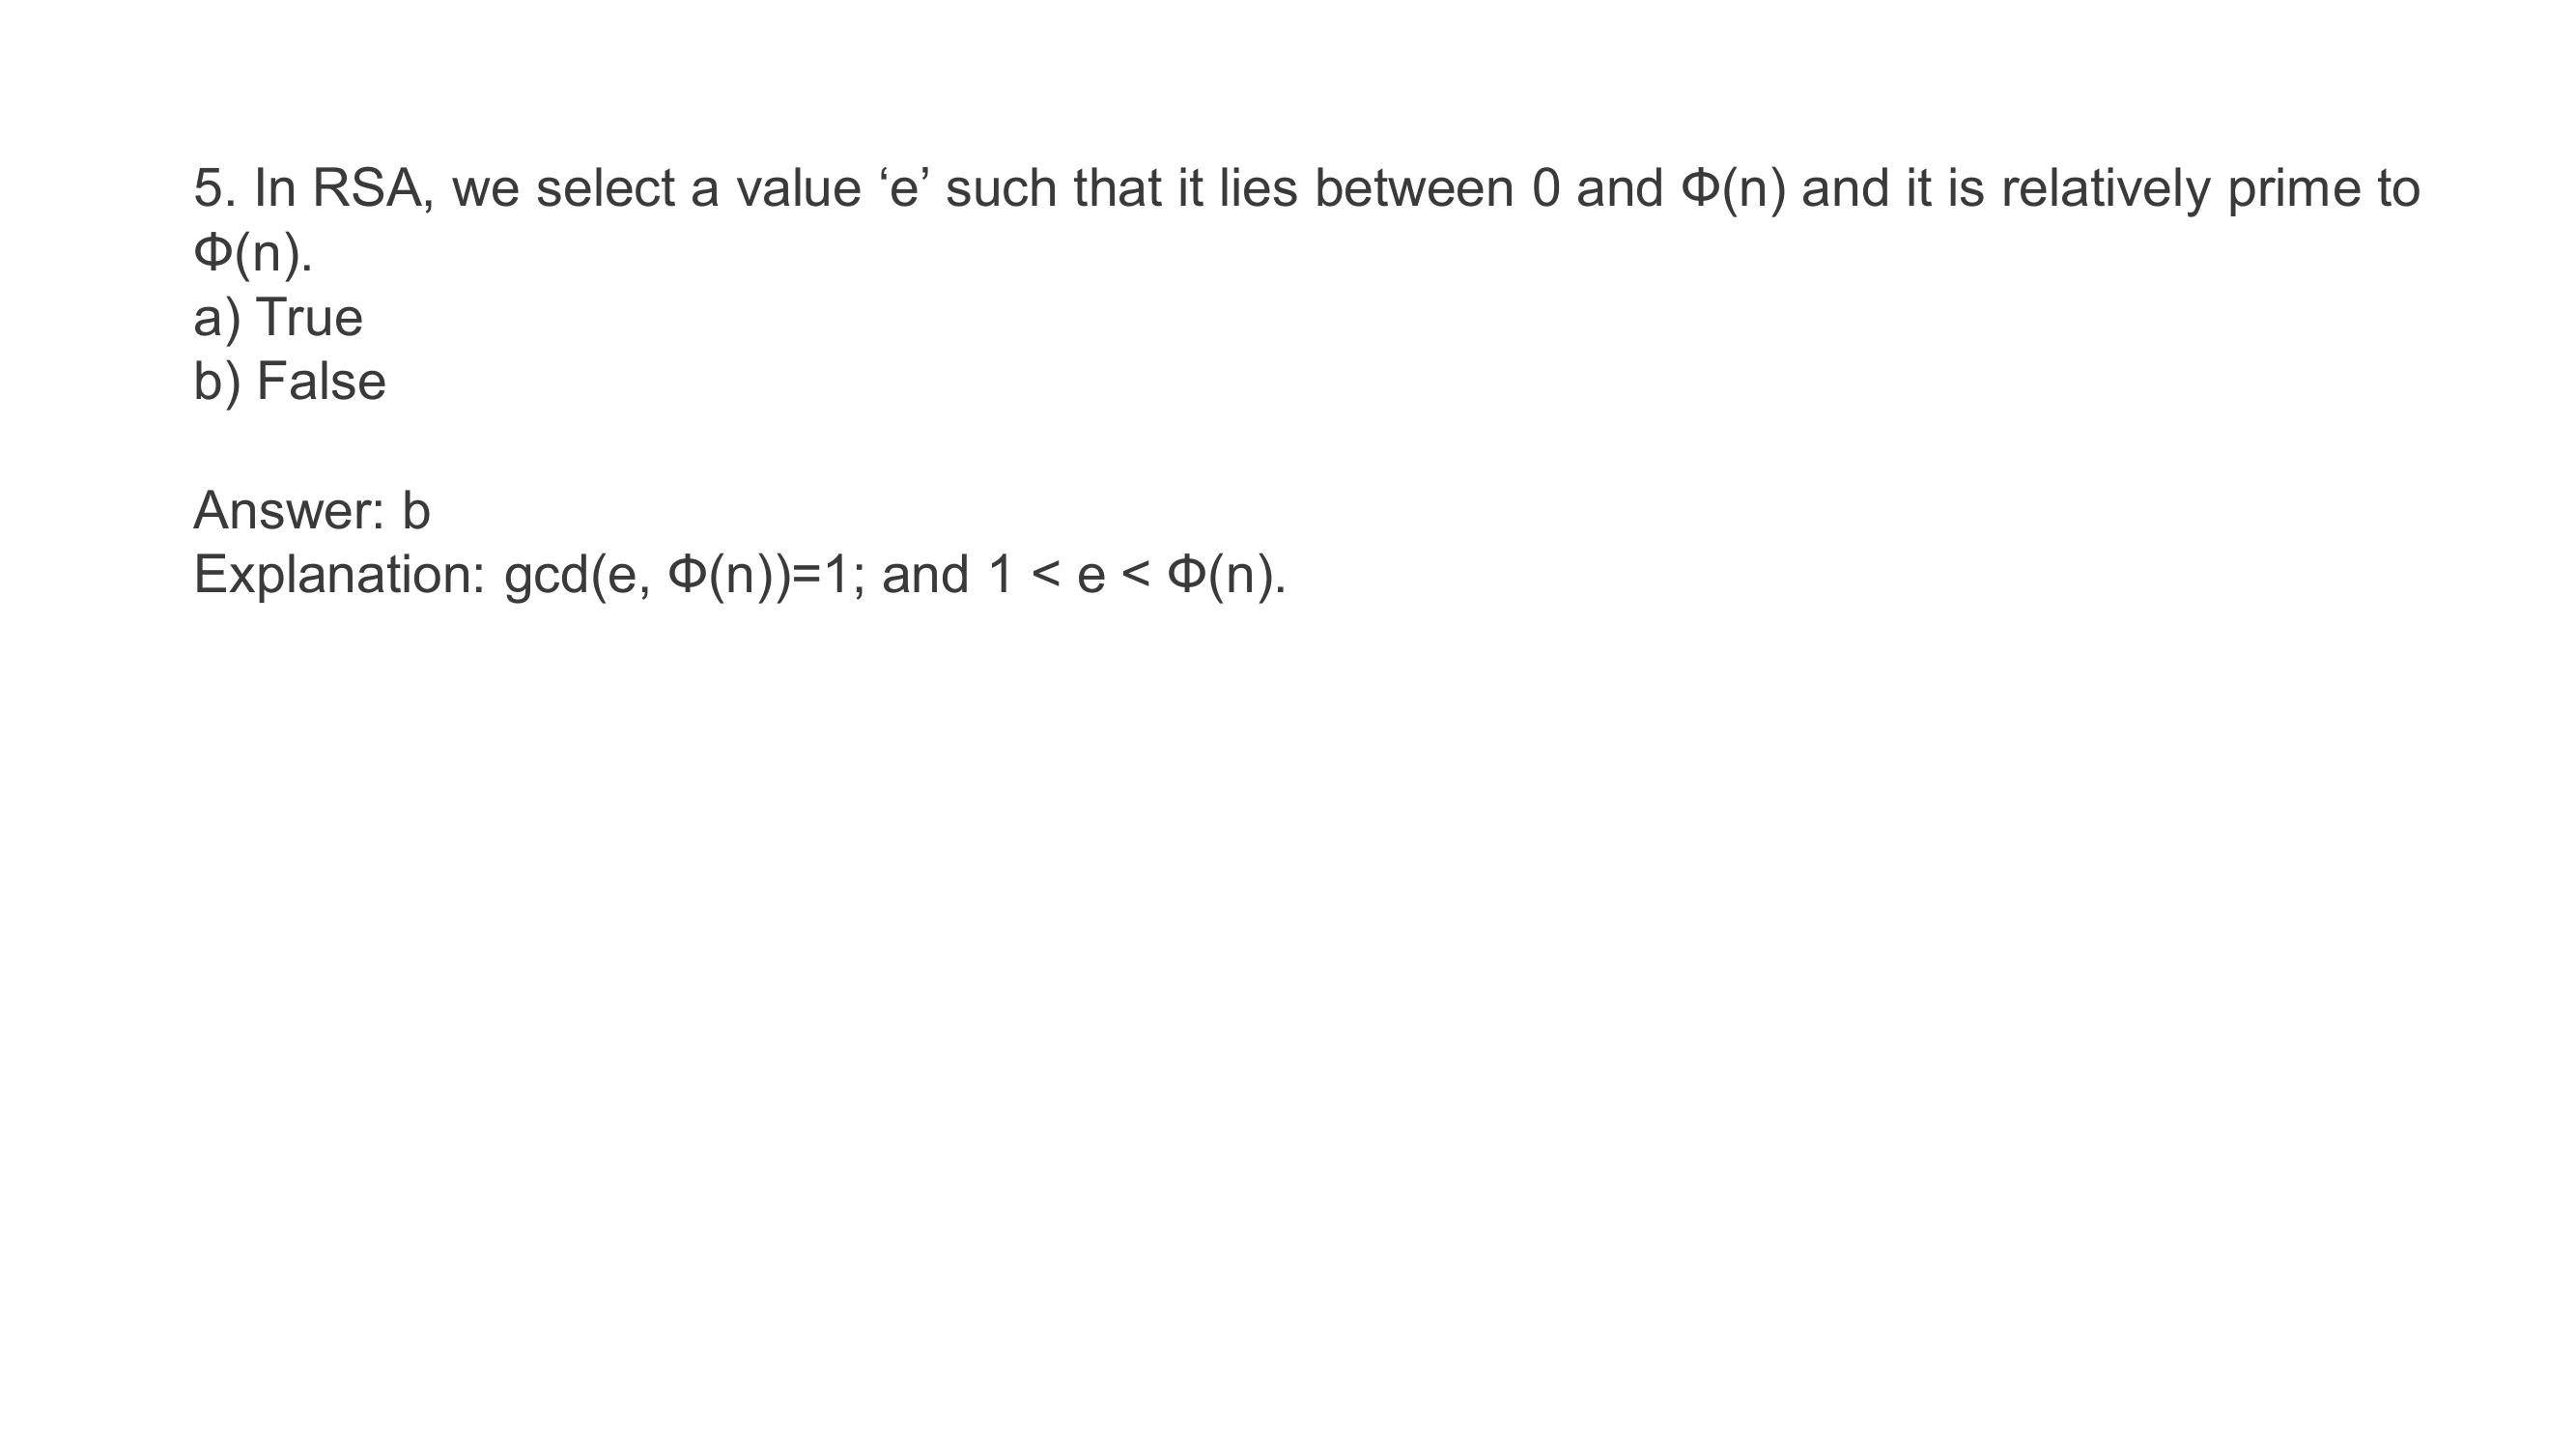 5. In RSA, we select a value ‘e’ such that it lies between 0 and Φ(n) and it is relatively prime to
Φ(n).
a) True
b) False
Answer: b
Explanation: gcd(e, Φ(n))=1; and 1 < e < Φ(n).